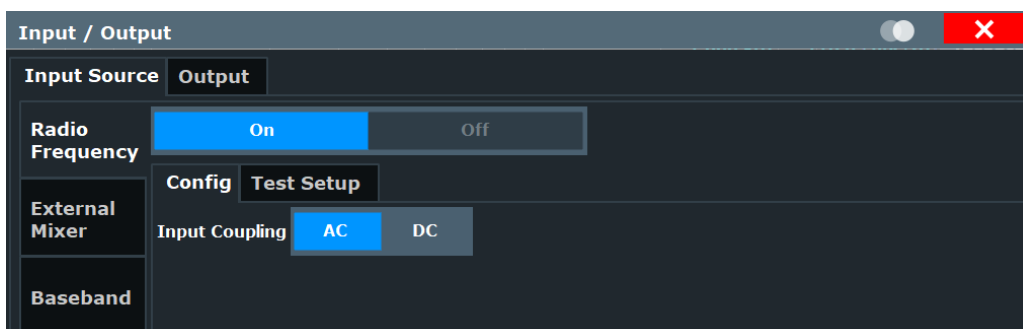 Input / Output
Input Source Output
Radio Frequency
On Off
Config Test Setup
External Mixer
Input Coupling AC DC
Baseband